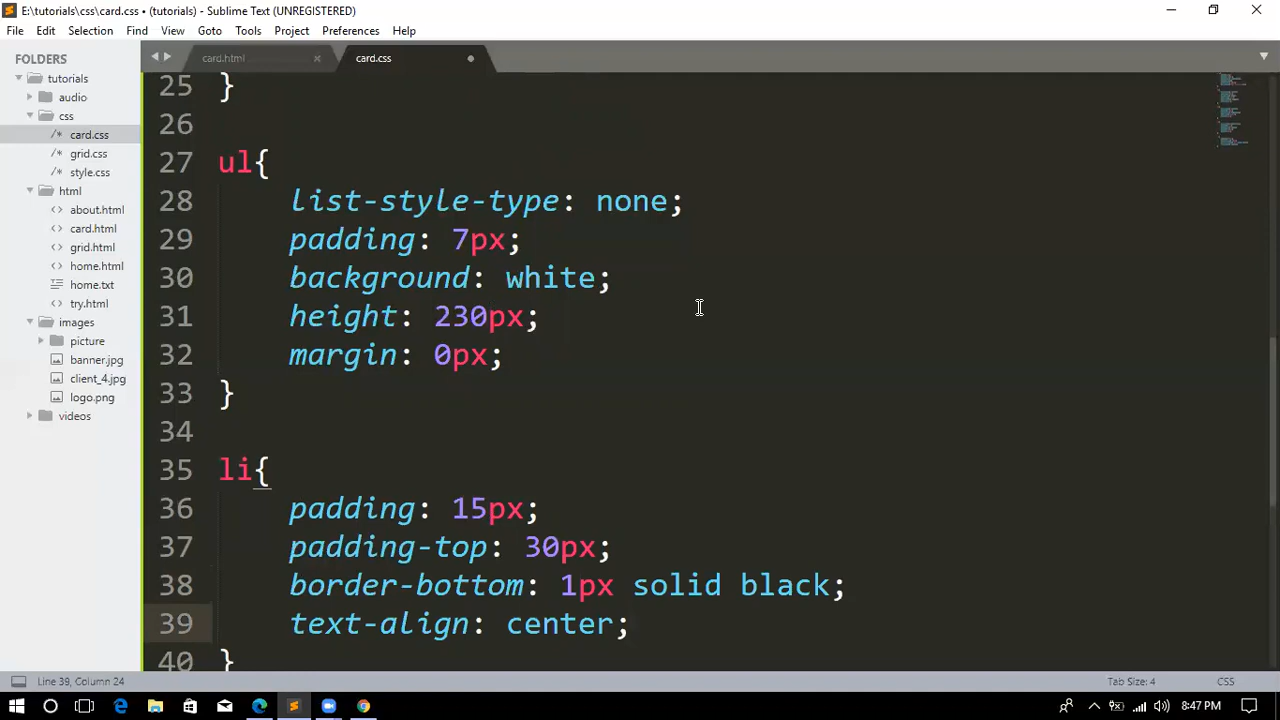 E:\tutorials\css\card.css • (tutorials) - Sublime Text (UNREGISTERED)
File Edit Selection Find View Goto Tools Project Preferences Help
FOLDERS
tutorials
audio
css
/* card.css
/* grid.css
/* style.css
html
<> about.html
<> card.html
<> grid.html
<> home.html
home.txt
<> try.html
images
picture
banner.jpg
client_4.jpg
logo.png
videos
card.html ×
card.css
25 }
26
27 ul{
28 list-style-type: none;
29 padding: 7px;
30 background: white;
31 height: 230px;
32 margin: 0px;
33 }
34
35 li{
36 padding: 15px;
37 padding-top: 30px;
38 border-bottom: 1px solid black;
39 text-align: center;
40 }
Line 39, Column 24
Tab Size: 4
CSS
8:47 PM